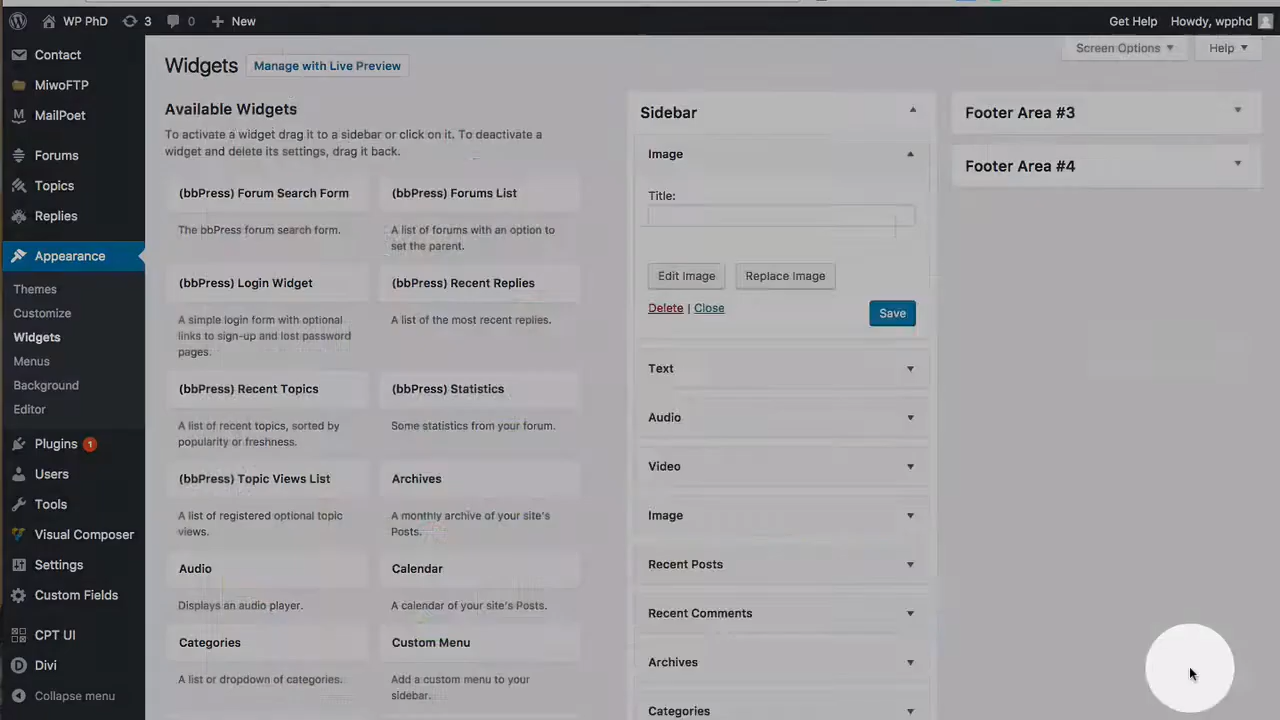 WP PhD
3
0
New
Get Help
Howdy, wpphd
Contact
MiwoFTP
MailPoet
Forums
Topics
Replies
Appearance
Themes
Customize
Widgets
Menus
Background
Editor
Plugins 1
Users
Tools
Visual Composer
Settings
Custom Fields
CPT UI
Divi
Collapse menu
Screen Options
Help
Widgets
Manage with Live Preview
Available Widgets
To activate a widget drag it to a sidebar or click on it. To deactivate a
widget and delete its settings, drag it back.
(bbPress) Forum Search Form
The bbPress forum search form.
(bbPress) Forums List
A list of forums with an option to
set the parent.
(bbPress) Login Widget
A simple login form with optional
links to sign-up and lost password
pages.
(bbPress) Recent Replies
A list of the most recent replies.
(bbPress) Recent Topics
A list of recent topics, sorted by
popularity or freshness.
(bbPress) Statistics
Some statistics from your forum.
(bbPress) Topic Views List
A list of registered optional topic
views.
Archives
A monthly archive of your site's
Posts.
Audio
Displays an audio player.
Calendar
A calendar of your site's Posts.
Categories
A list or dropdown of categories.
Custom Menu
Add a custom menu to your
sidebar.
Sidebar
Image
Title:
Edit Image
Replace Image
Delete | Close
Save
Text
Audio
Video
Image
Recent Posts
Recent Comments
Archives
Categories
Footer Area #3
Footer Area #4